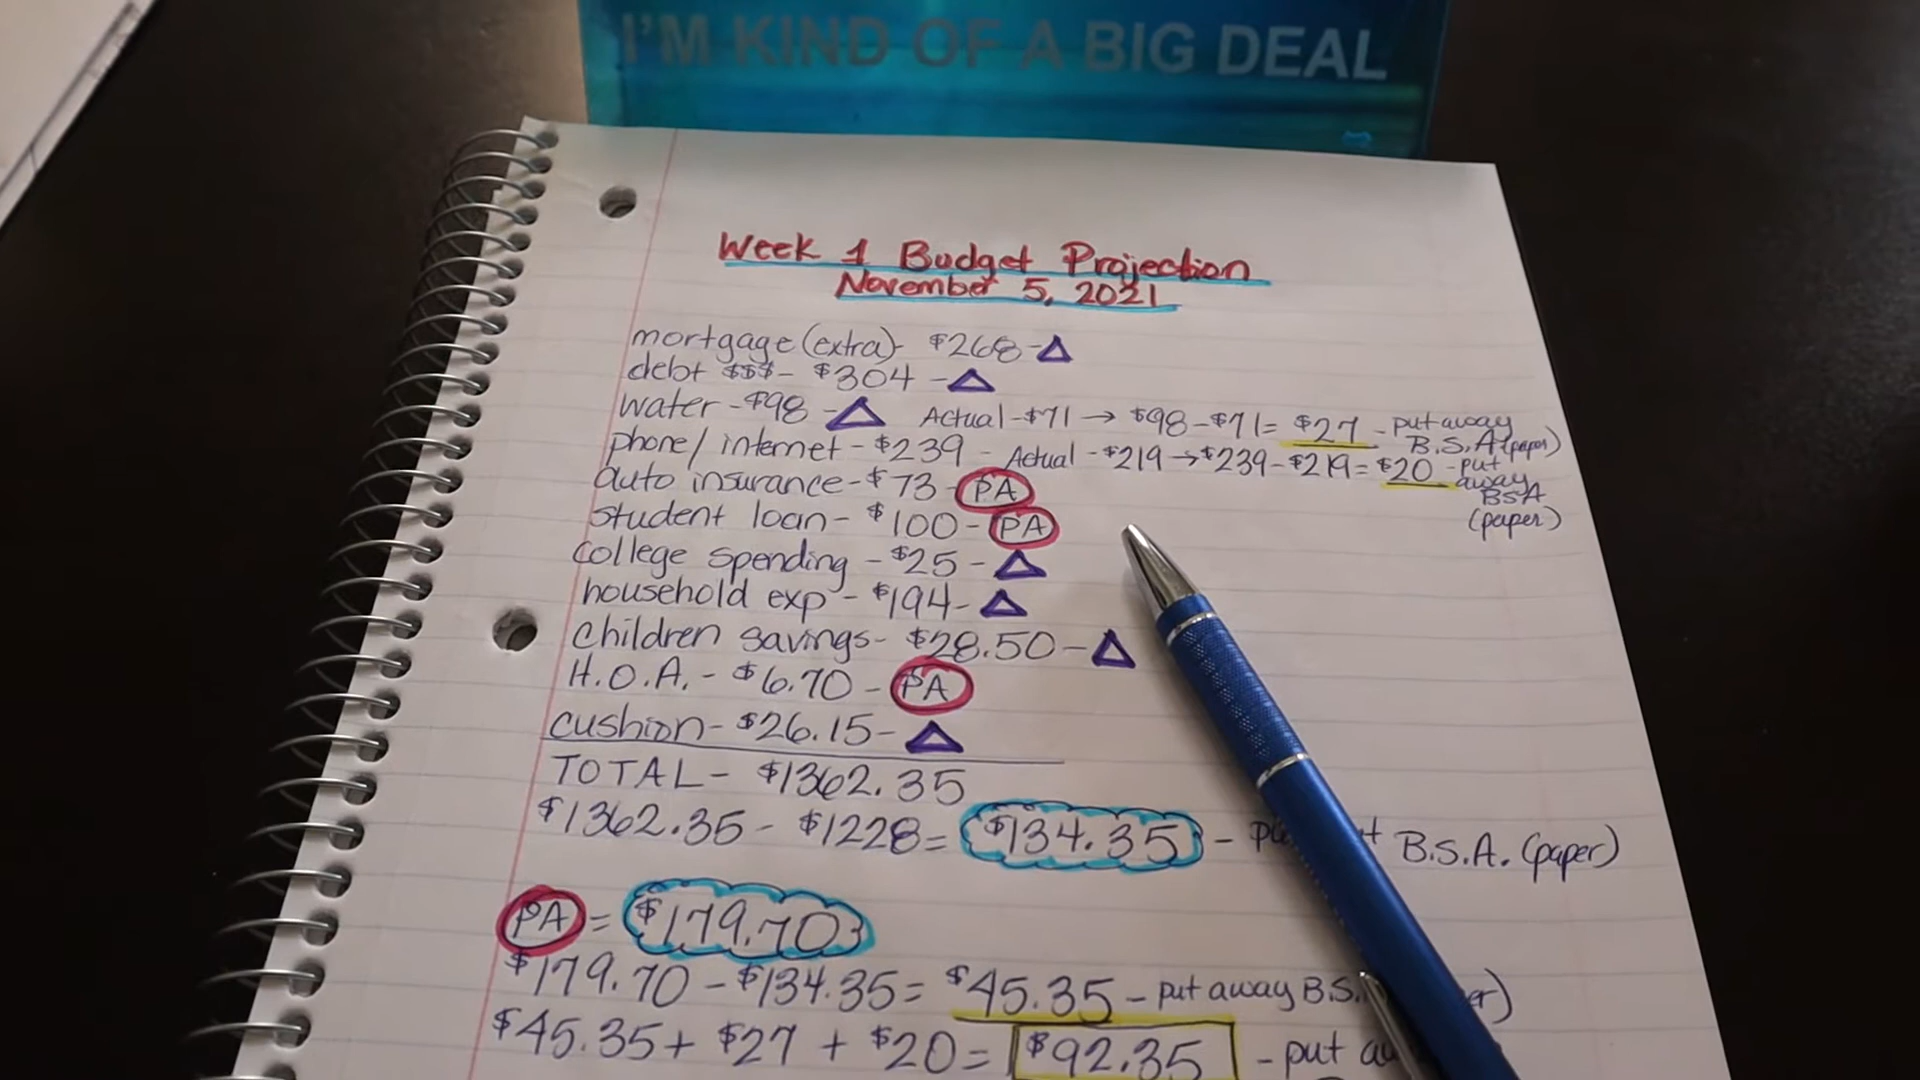 I'M KIND OF A BIG DEAL
Week 1 Budget Projection
November 5, 2021
mortgage (extra) - $268 - △
debt $$$ - $304 - △
water - $98 - △ Actual - $71 → $98 - $71 = $27 - put away B.S.A (paper)
phone/internet - $239 - Actual - $219 → $239 - $219 = $20 - put away BSA (paper)
auto insurance - $73 - PA
student loan - $100 - PA
college spending - $25 - △
household exp - $194 - △
children savings - $28.50 - △
H.O.A. - $6.70 - PA
cushion - $26.15 - △
TOTAL - $1362.35
$1362.35 - $1228 = $134.35 - B.S.A. (paper)
PA = $179.70
$179.70 - $134.35 = $45.35 - put away B.S.
$45.35 + $27 + $20 = $92.35 - put